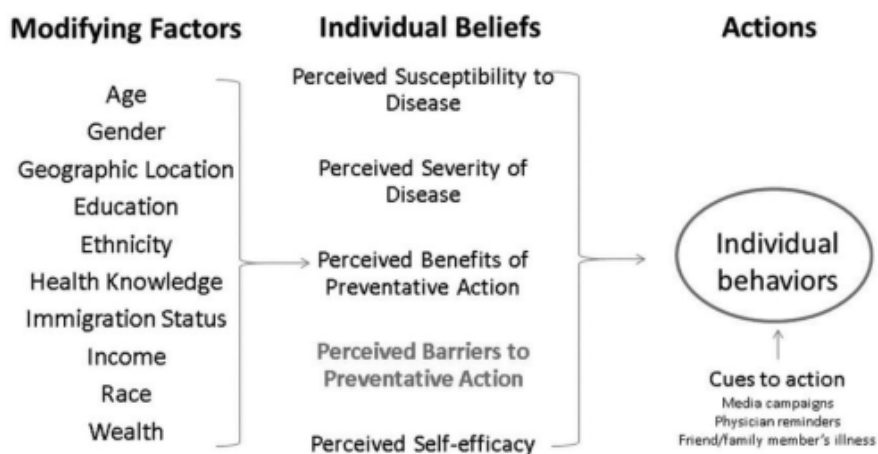 Modifying Factors
Age
Gender
Geographic Location
Education
Ethnicity
Health Knowledge
Immigration Status
Income
Race
Wealth
Individual Beliefs
Perceived Susceptibility to
Disease
Perceived Severity of
Disease
Perceived Benefits of
Preventative Action
Perceived Barriers to
Preventative Action
Perceived Self-efficacy
Actions
Individual
behaviors
Cues to action
Media campaigns
Physician reminders
Friend/family member's illness